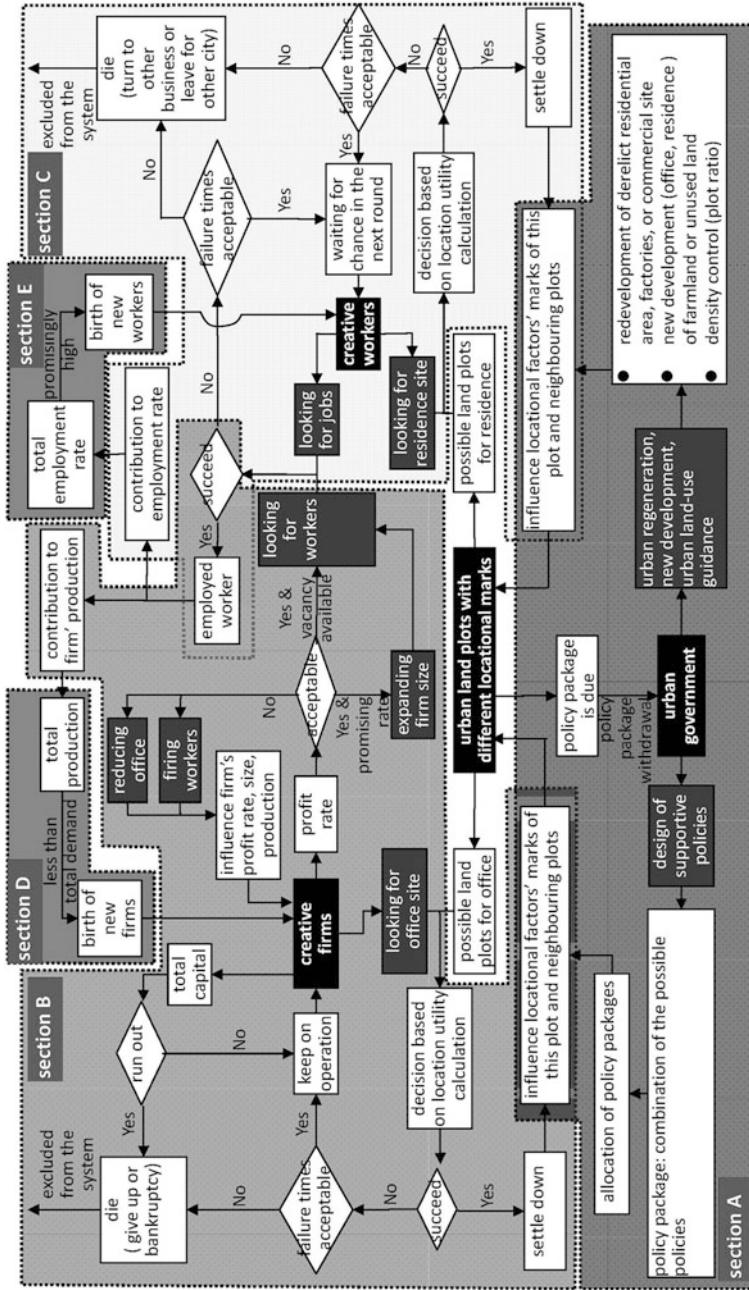 section B
excluded from the system
die
( give up or
bankruptcy)
Yes
run out
No
total
capital
No
failure times
acceptable
Yes
keep on
operation
No
succeed
Yes
settle down
decision based
on location utility
calculation
creative
firms
looking for
office site
possible land
plots for office
section D
birth of
new
firms
less than
total demand
total
production
contribution to
firm' production
reducing
office
firing
workers
influence firm's
profit rate, size,
production
profit
rate
No
acceptable
Yes &
vacancy
available
Yes &
promising
rate
expanding
firm size
looking
for
workers
employed
worker
Yes
succeed
No
section E
total
employment
rate
promisingly
high
birth of
new
workers
contribution to
employment rate
section C
excluded
from the
system
die
(turn to
other
business or
leave for
other city)
No
failure times
acceptable
Yes
No
failure times
acceptable
Yes
waiting for
chance in the
next round
No
succeed
Yes
settle down
decision based
on location utility
calculation
creative
workers
looking
for jobs
looking for
residence site
possible land plots
for residence
urban land plots with
different locational marks
influence locational factors' marks of
this plot and neighbouring plots
influence locational factors' marks of this
plot and neighbouring plots
policy package
is due
policy
package
withdrawal
urban
government
design of
supportive
policies
policy package: combination of the possible
policies
allocation of policy packages
urban regeneration,
new development,
urban land-use
guidance
● redevelopment of derelict residential
area, factories, or commercial site
● new development (office, residence )
of farmland or unused land
● density control (plot ratio)
section A